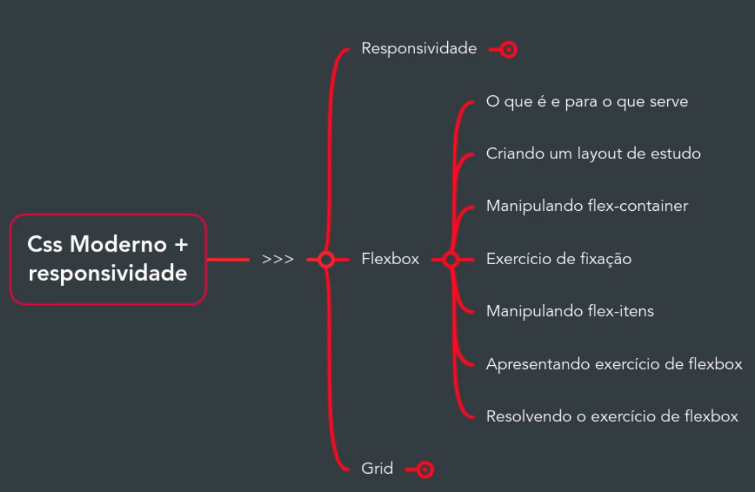 Css Moderno +
responsividade
>>>
Responsividade
Flexbox
O que é e para o que serve
Criando um layout de estudo
Manipulando flex-container
Exercício de fixação
Manipulando flex-itens
Apresentando exercício de flexbox
Resolvendo o exercício de flexbox
Grid